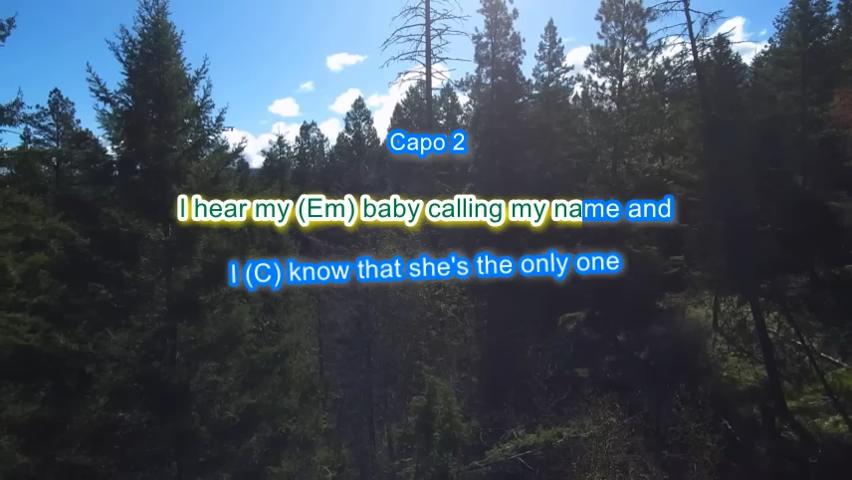 Capo 2
I hear my (Em) baby calling my name and
I (C) know that she's the only one